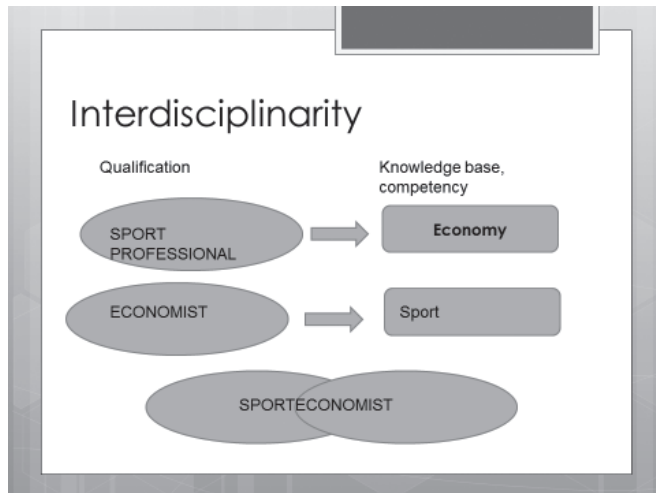 Interdisciplinarity
Qualification
Knowledge base,
competency
SPORT
PROFESSIONAL
Economy
ECONOMIST
Sport
SPORTECONOMIST